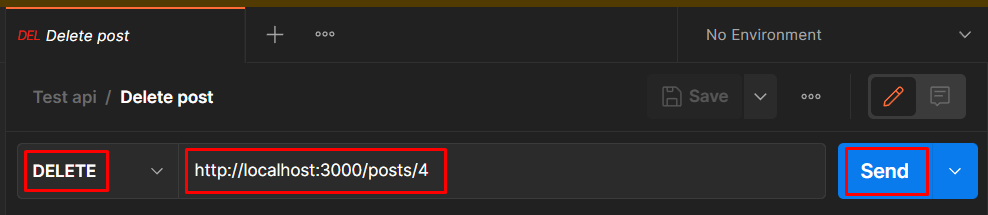 DEL Delete post
No Environment
Test api / Delete post
Save
DELETE
http://localhost:3000/posts/4
Send